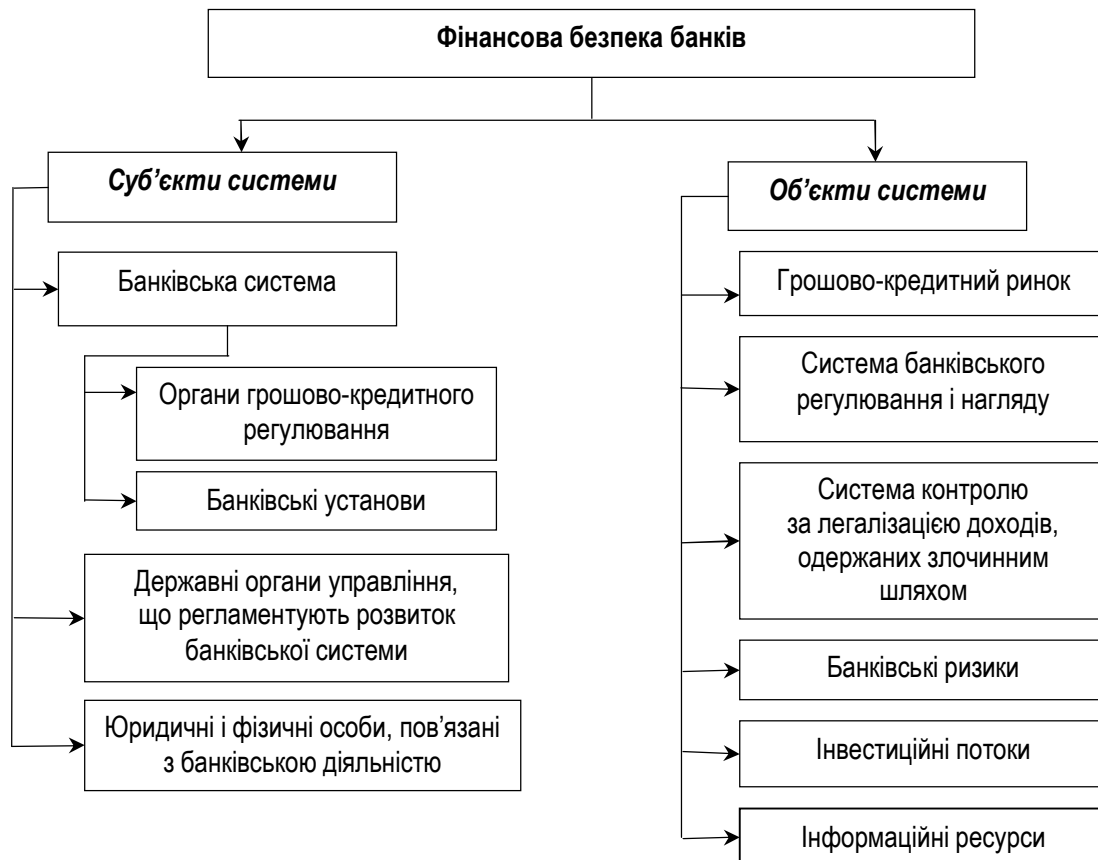 Фінансова безпека банків
Суб’єкти системи
Банківська система
Органи грошово-кредитного
регулювання
Банківські установи
Державні органи управління,
що регламентують розвиток
банківської системи
Юридичні і фізичні особи, пов’язані
з банківською діяльністю
Об’єкти системи
Грошово-кредитний ринок
Система банківського
регулювання і нагляду
Система контролю
за легалізацією доходів,
одержаних злочинним
шляхом
Банківські ризики
Інвестиційні потоки
Інформаційні ресурси